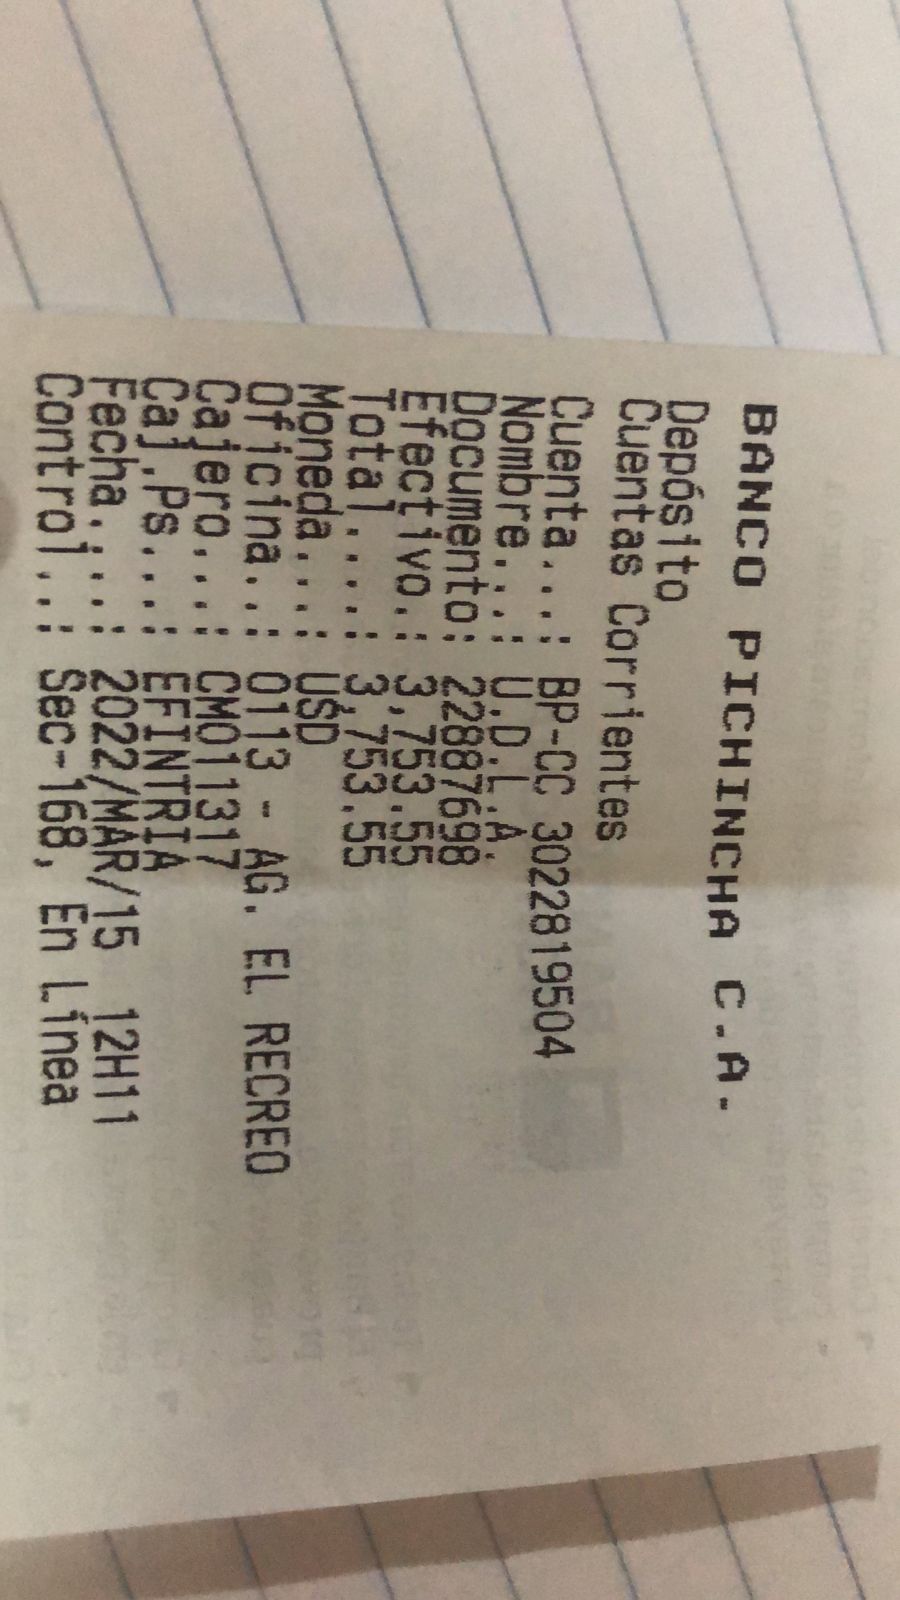 BANCO PICHINCHA C.A.
Depósito
Cuentas Corrientes
Cuenta...: BP-CC 3022819504
Nombre...: U.D.L.A.
Documento: 22887698
Efectivo.: 3,753.55
Total....: 3,753.55
Moneda...: USD
Oficina..: 0113 - AG. EL RECREO
Cajero...: CMO11317
Caj.Ps...: EFINTRIA
Fecha....: 2022/MAR/15 12H11
Control..: Sec-168, En Línea